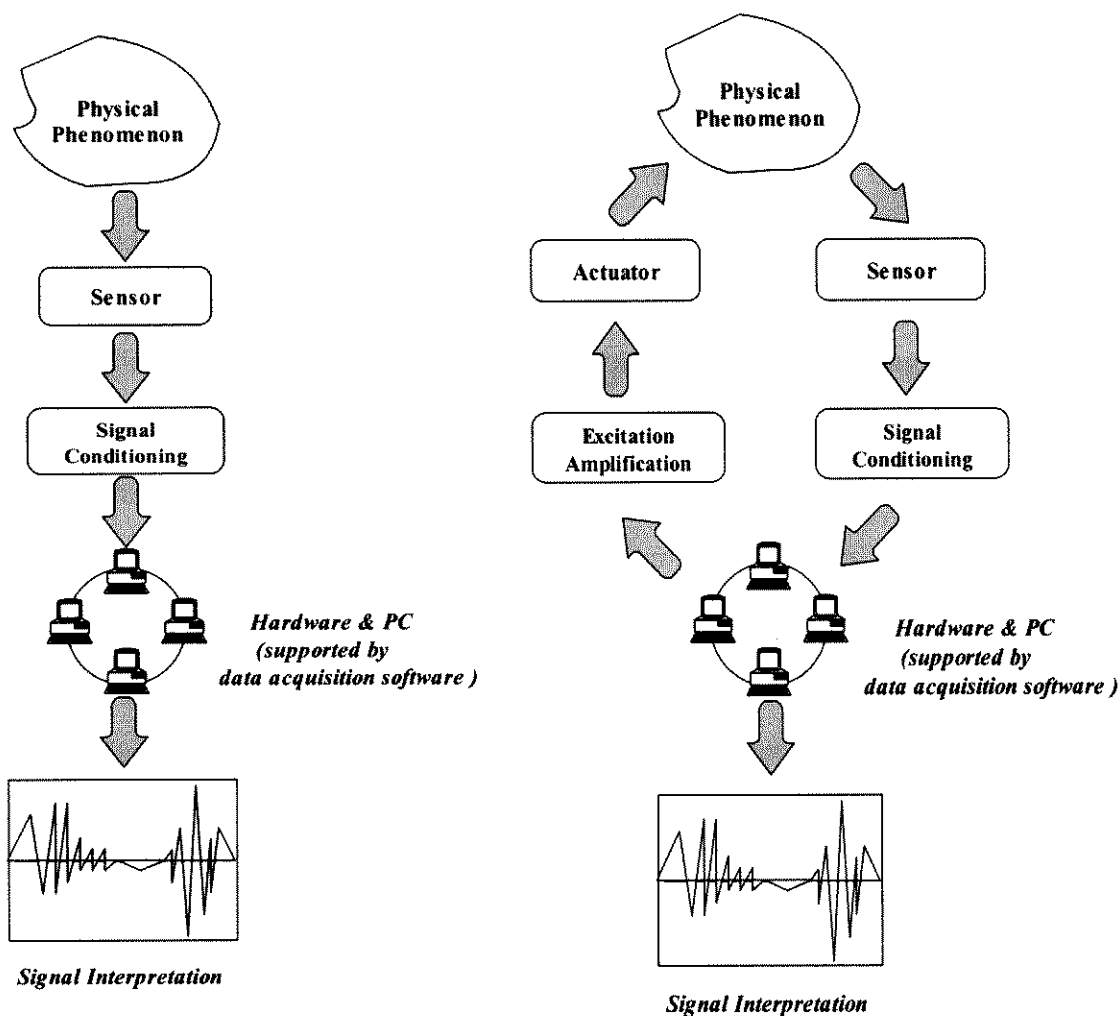 Physical
Phenomenon
Sensor
Signal
Conditioning
Hardware & PC
(supported by
data acquisition software )
Signal Interpretation
Physical
Phenomenon
Actuator
Sensor
Excitation
Amplification
Signal
Conditioning
Hardware & PC
(supported by
data acquisition software )
Signal Interpretation